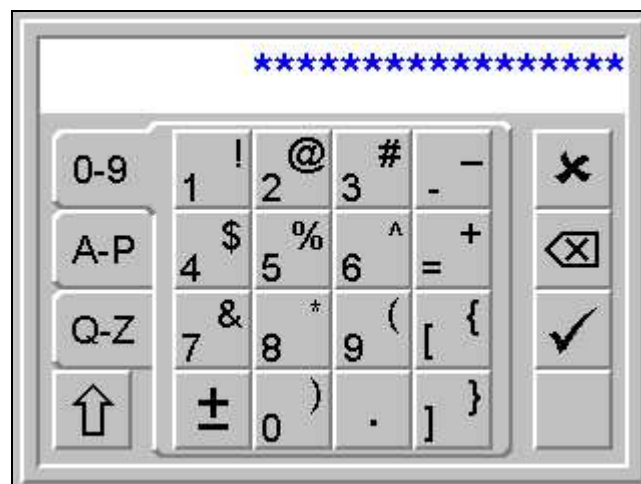 *****************
0-9 ! 1 @ 2 # 3 _ -
A-P $ 4 % 5 ^ 6 + =
Q-Z & 7 * 8 ( 9 { [
± ) 0 . } ]